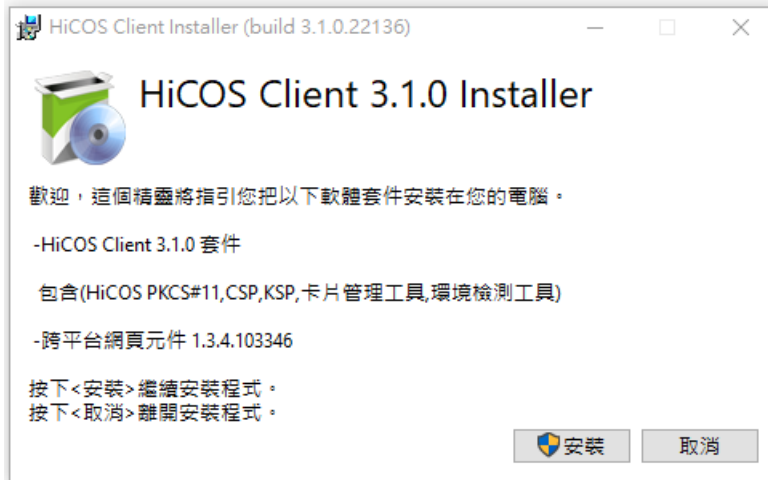 HiCOS Client Installer (build 3.1.0.22136)
HiCOS Client 3.1.0 Installer
歡迎，這個精靈將指引您把以下軟體套件安裝在您的電腦。
-HiCOS Client 3.1.0 套件
包含(HiCOS PKCS#11,CSP,KSP,卡片管理工具,環境檢測工具)
-跨平台網頁元件 1.3.4.103346
按下<安裝>繼續安裝程式。
按下<取消>離開安裝程式。
安裝 取消